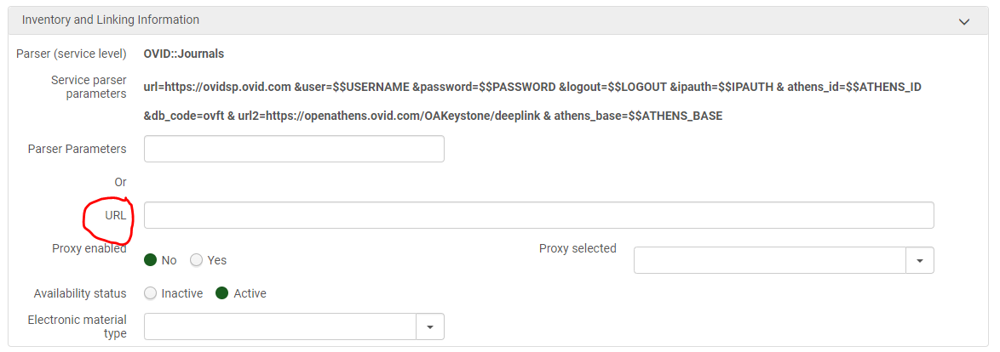 Inventory and Linking Information
Parser (service level) OVID::Journals
Service parser
parameters
url=https://ovidsp.ovid.com &user=$$USERNAME &password=$$PASSWORD &logout=$$LOGOUT &ipauth=$$IPAUTH & athens_id=$$ATHENS_ID
&db_code=ovft & url2=https://openathens.ovid.com/OAKeystone/deeplink & athens_base=$$ATHENS_BASE
Parser Parameters
Or
URL
Proxy enabled No Yes Proxy selected
Availability status Inactive Active
Electronic material
type